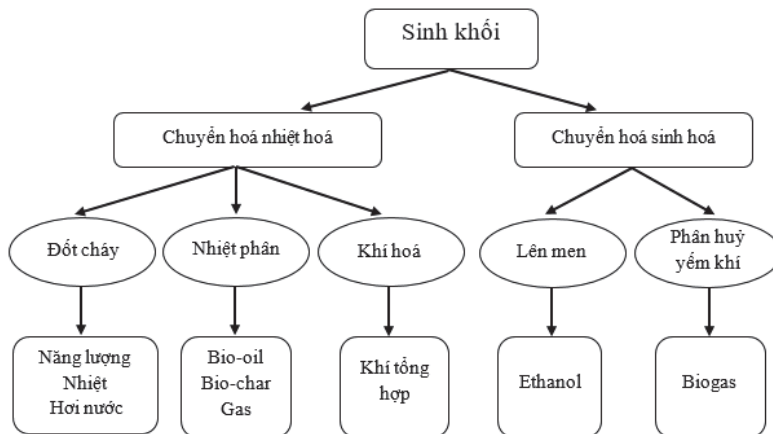 Sinh khối
Chuyển hoá nhiệt hoá
Chuyển hoá sinh hoá
Đốt cháy
Nhiệt phân
Khí hoá
Lên men
Phân huỷ
yếm khí
Năng lượng
Nhiệt
Hơi nước
Bio-oil
Bio-char
Gas
Khí tổng
hợp
Ethanol
Biogas